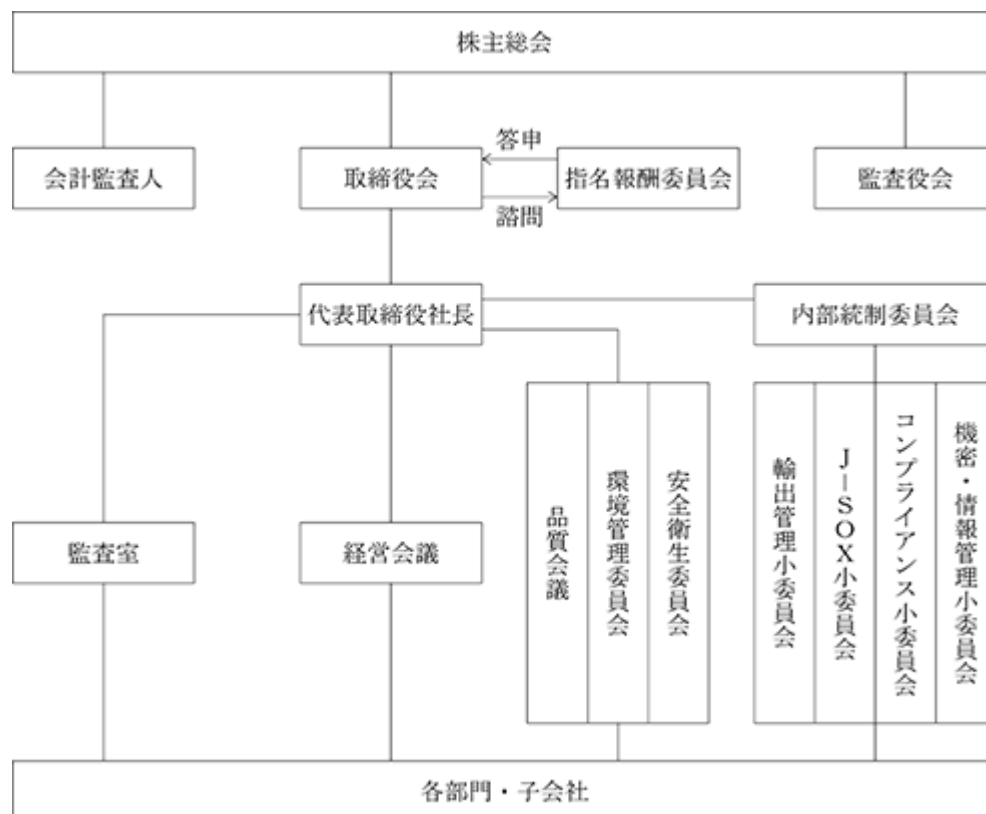 株主総会
答申
会計監査人
取締役会
指名報酬委員会
監査役会
諮問
代表取締役社長
内部統制委員会
監査室
経営会議
品質会議
環境管理委員会
安全衛生委員会
輸出管理小委員会
J－SOX小委員会
コンプライアンス小委員会
機密・情報管理小委員会
各部門・子会社